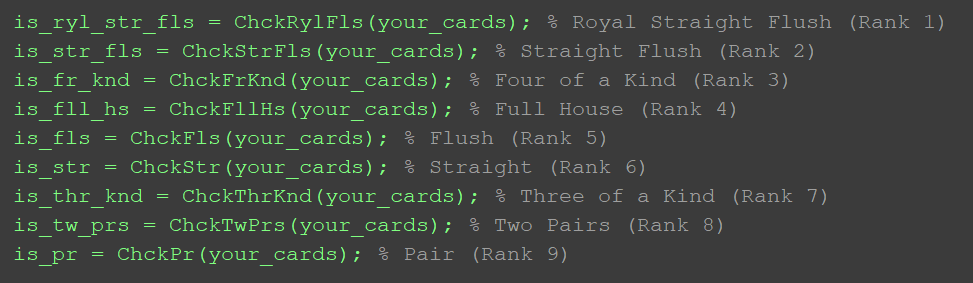 is_ryl_str_fls = ChckRylFls(your_cards); % Royal Straight Flush (Rank 1)
is_str_fls = ChckStrFls(your_cards); % Straight Flush (Rank 2)
is_fr_knd = ChckFrKnd(your_cards); % Four of a Kind (Rank 3)
is_fll_hs = ChckFllHs(your_cards); % Full House (Rank 4)
is_fls = ChckFls(your_cards); % Flush (Rank 5)
is_str = ChckStr(your_cards); % Straight (Rank 6)
is_thr_knd = ChckThrKnd(your_cards); % Three of a Kind (Rank 7)
is_tw_prs = ChckTwPrs(your_cards); % Two Pairs (Rank 8)
is_pr = ChckPr(your_cards); % Pair (Rank 9)